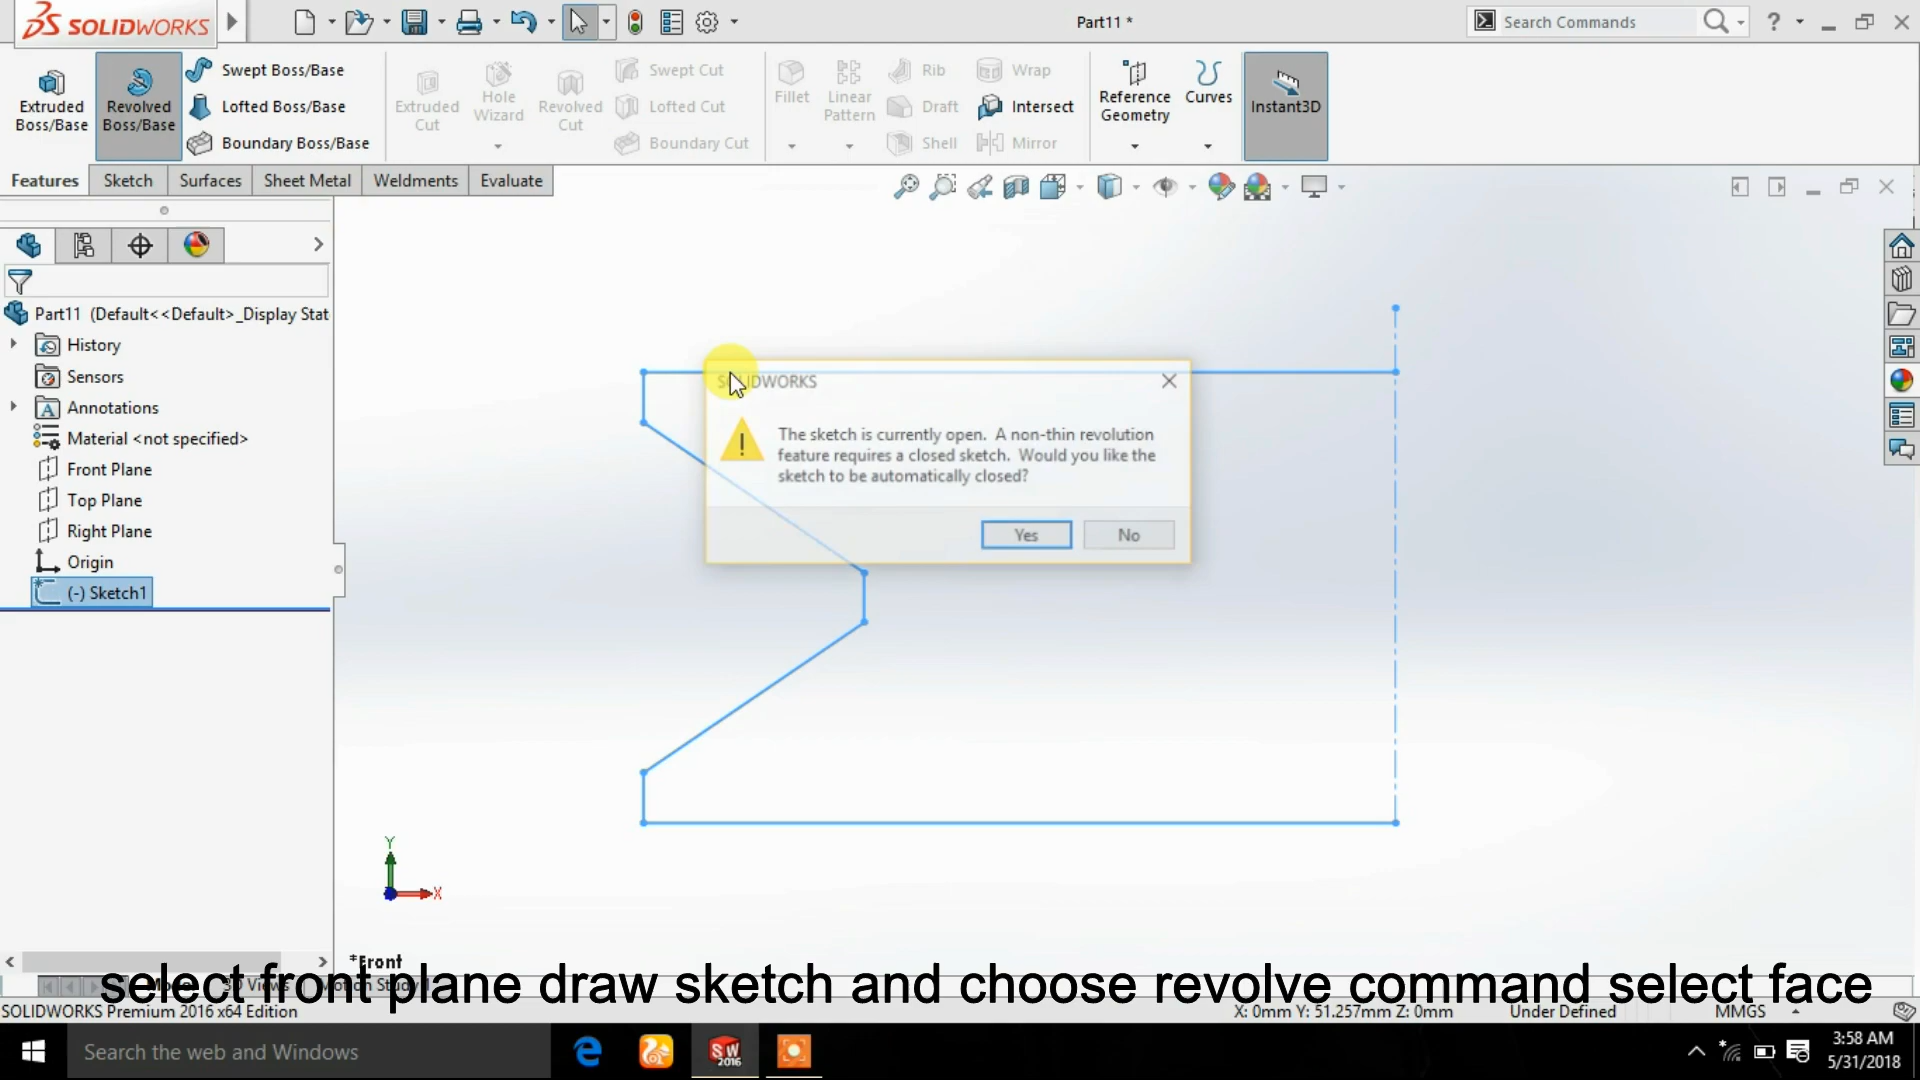 SOLIDWORKS
Part11 *
Search Commands
Extruded Boss/Base
Revolved Boss/Base
Swept Boss/Base
Lofted Boss/Base
Boundary Boss/Base
Extruded Cut
Hole Wizard
Revolved Cut
Swept Cut
Lofted Cut
Boundary Cut
Fillet
Linear Pattern
Rib
Draft
Shell
Wrap
Intersect
Mirror
Reference Geometry
Curves
Instant3D
Features
Sketch
Surfaces
Sheet Metal
Weldments
Evaluate
Part11 (Default<<Default>_Display Stat
History
Sensors
Annotations
Material <not specified>
Front Plane
Top Plane
Right Plane
Origin
(-) Sketch1
SOLIDWORKS
The sketch is currently open. A non-thin revolution
feature requires a closed sketch. Would you like the
sketch to be automatically closed?
Yes
No
Y
X
*Front
select front plane draw sketch and choose revolve command select face
SOLIDWORKS Premium 2016 x64 Edition
X: 0mm Y: 51.257mm Z: 0mm
Under Defined
MMGS
Search the web and Windows
SW
2016
3:58 AM
5/31/2018